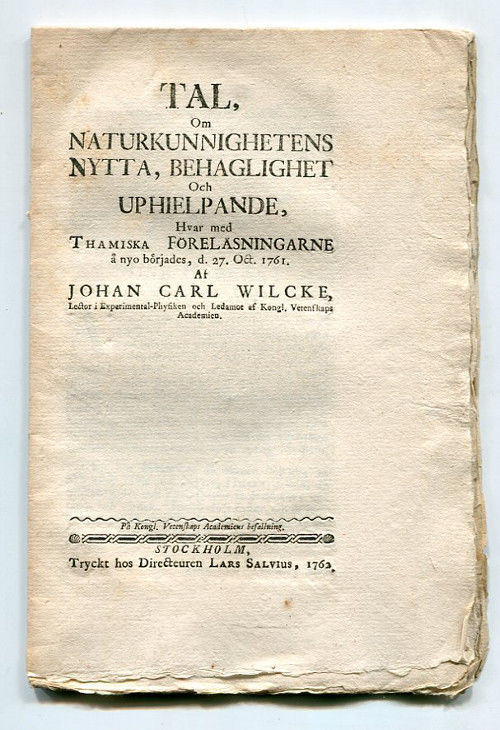 TAL,
Om
NATURKUNNIGHETENS
NYTTA, BEHAGLIGHET
Och
UPHIELPANDE,
Hvar med
THAMISKA FÖRELÄSNINGARNE
å nyo börjades, d. 27. Oct. 1761.
Af
JOHAN CARL WILCKE,
Lector i Experimental-Phyſiken och Ledamot af Kongl. Vetenſkaps
Academien.
På Kongl. Vetenſkaps Academiens befallning.
STOCKHOLM,
Tryckt hos Directeuren LARS SALVIUS, 1762.